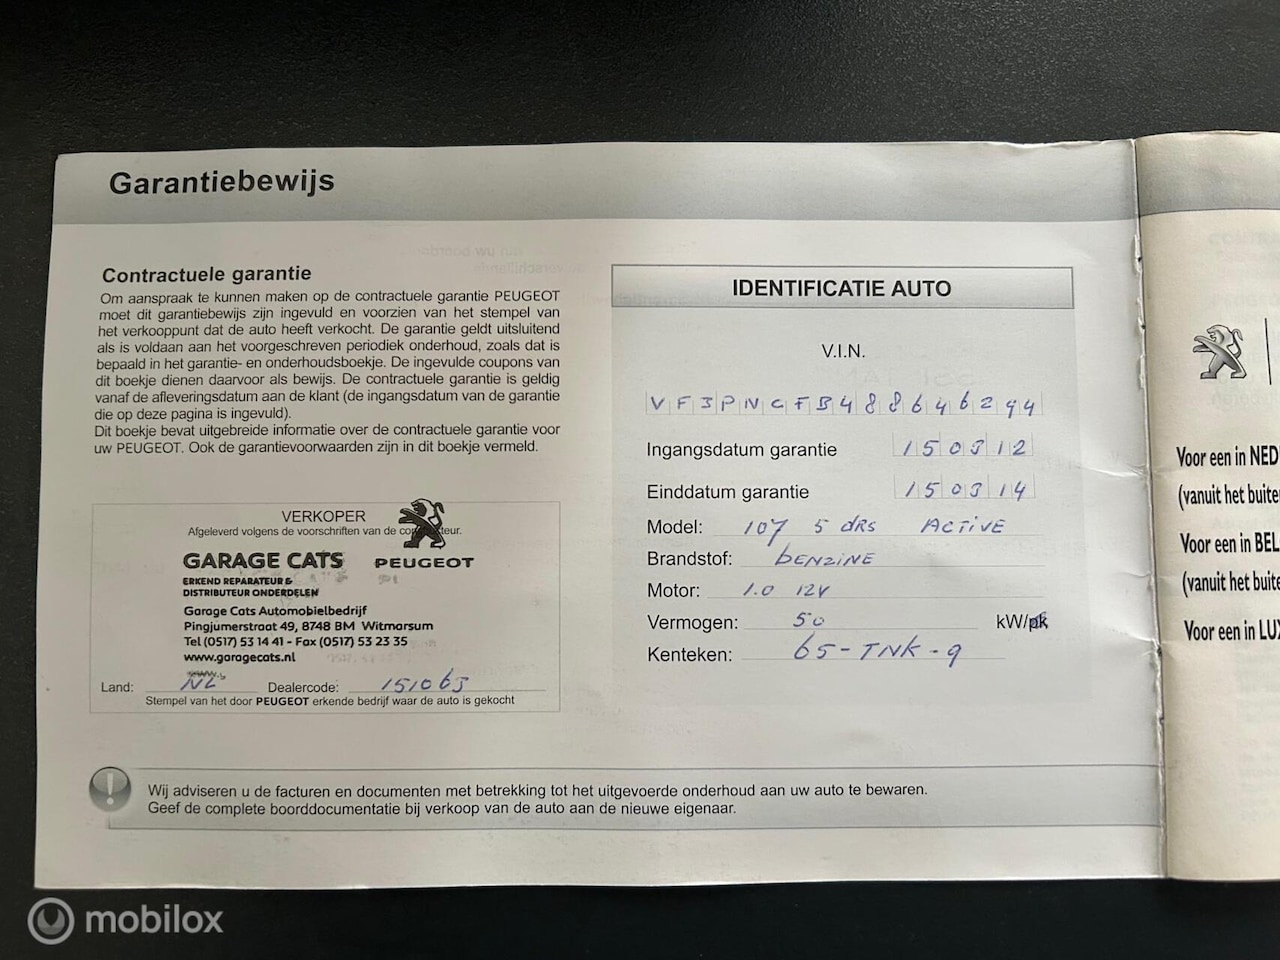 Garantiebewijs
Contractuele garantie
Om aanspraak te kunnen maken op de contractuele garantie PEUGEOT
moet dit garantiebewijs zijn ingevuld en voorzien van het stempel van
het verkooppunt dat de auto heeft verkocht. De garantie geldt uitsluitend
als is voldaan aan het voorgeschreven periodiek onderhoud, zoals dat is
bepaald in het garantie- en onderhoudsboekje. De ingevulde coupons van
dit boekje dienen daarvoor als bewijs. De contractuele garantie is geldig
vanaf de afleveringsdatum aan de klant (de ingangsdatum van de garantie
die op deze pagina is ingevuld).
Dit boekje bevat uitgebreide informatie over de contractuele garantie voor
uw PEUGEOT. Ook de garantievoorwaarden zijn in dit boekje vermeld.
VERKOPER
Afgeleverd volgens de voorschriften van de
GARAGE CATS
PEUGEOT
ERKEND REPARATEUR &
DISTRIBUTEUR ONDERDELEN
Garage Cats Automobielbedrijf
Pingjumerstraat 49, 8748 BM Witmarsum
Tel (0517) 53 14 41 - Fax (0517) 53 22 35
www.garagecats.nl
Land: NL Dealercode: 151063
Stempel van het door PEUGEOT erkende bedrijf waar de auto is gekocht
IDENTIFICATIE AUTO
V.I.N.
Ingangsdatum garantie 150312
Einddatum garantie 150314
Model: 107 5 dRS ACTiVE
Brandstof: bENZiNE
Motor: 1.0 12V
Vermogen: 50 kW/pk
Kenteken: 65-TNK-9
Wij adviseren u de facturen en documenten met betrekking tot het uitgevoerde onderhoud aan uw auto te bewaren.
Geef de complete boorddocumentatie bij verkoop van de auto aan de nieuwe eigenaar.
Voor een in NED
(vanuit het buite
Voor een in BEL
(vanuit het buite
Voor een in LUX
mobilox